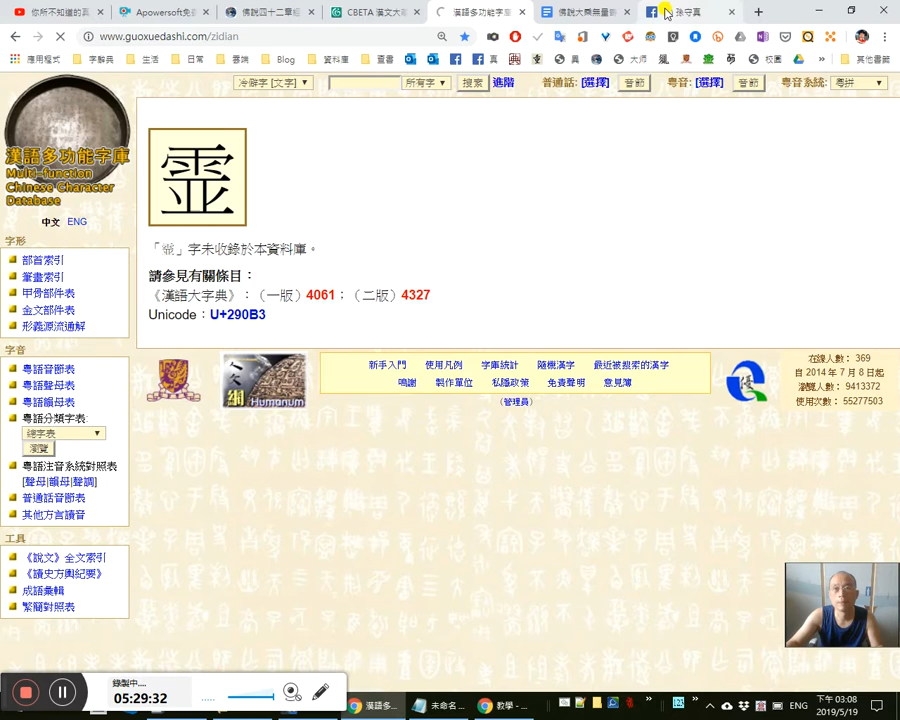 你所不知道的真
Apowersoft免
佛說四十二章經
CBETA 漢文大
漢語多功能字庫
佛說大乘無量壽
孫守真
www.guoxuedashi.com/zidian
應用程式
字辭典
生活
日常
雲端
Blog
資料庫
查書
真
真
異
大师
校園
其他書籤
冷僻字 [文字]
所有字
搜索
進階
普通話: [選擇]
音節
粵音: [選擇]
音節
粵音系統:
粵拼
漢語多功能字庫
Multi-function
Chinese Character
Database
中文 ENG
字形
部首索引
筆畫索引
甲骨部件表
金文部件表
形義源流通解
字音
粵語音節表
粵語聲母表
粵語韻母表
粵語分類字表:
總字表
瀏覽
粵語注音系統對照表
[聲母|韻母|聲調]
普通話音節表
其他方言讀音
工具
《說文》全文索引
《讀史方輿紀要》
成語彙輯
繁簡對照表
𩂳
「𩂳」字未收錄於本資料庫。
請參見有關條目：
《漢語大字典》：（一版）4061；（二版）4327
Unicode：U+290B3
人文網
Humanum
新手入門 使用凡例 字庫統計 隨機漢字 最近被搜索的漢字
鳴謝 製作單位 私隱政策 免責聲明 意見簿
（管理員）
優
在線人數： 369
自 2014 年 7 月 8 日起
瀏覽人數： 9413372
使用次數： 55277503
錄製中....
05:29:32
漢語多...
未命名 ...
教學 - ...
ENG
下午 03:08
2019/5/19